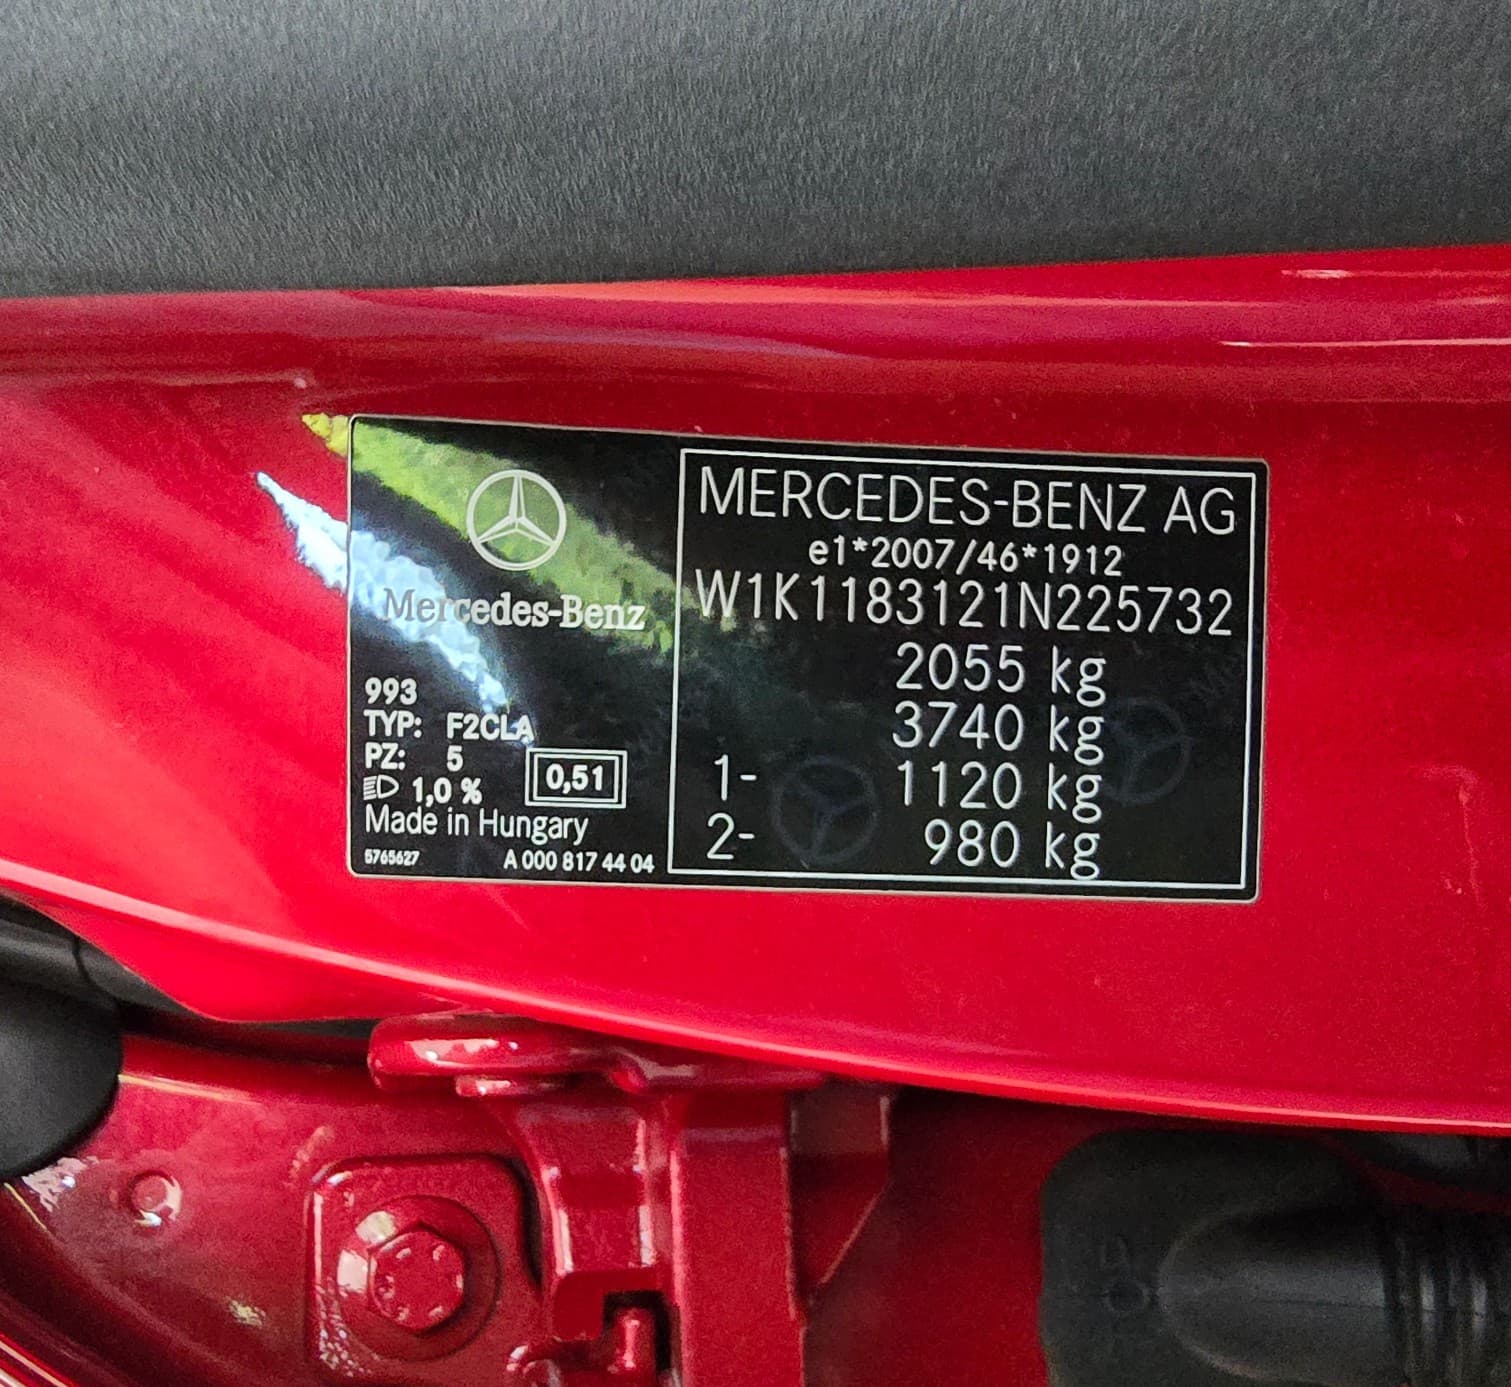 Mercedes-Benz
993
TYP: F2CLA
PZ: 5
1,0 %
0,51
Made in Hungary
5765627 A 000 817 44 04
MERCEDES-BENZ AG
e1*2007/46*1912
W1K1183121N225732
2055 kg
3740 kg
1- 1120 kg
2- 980 kg